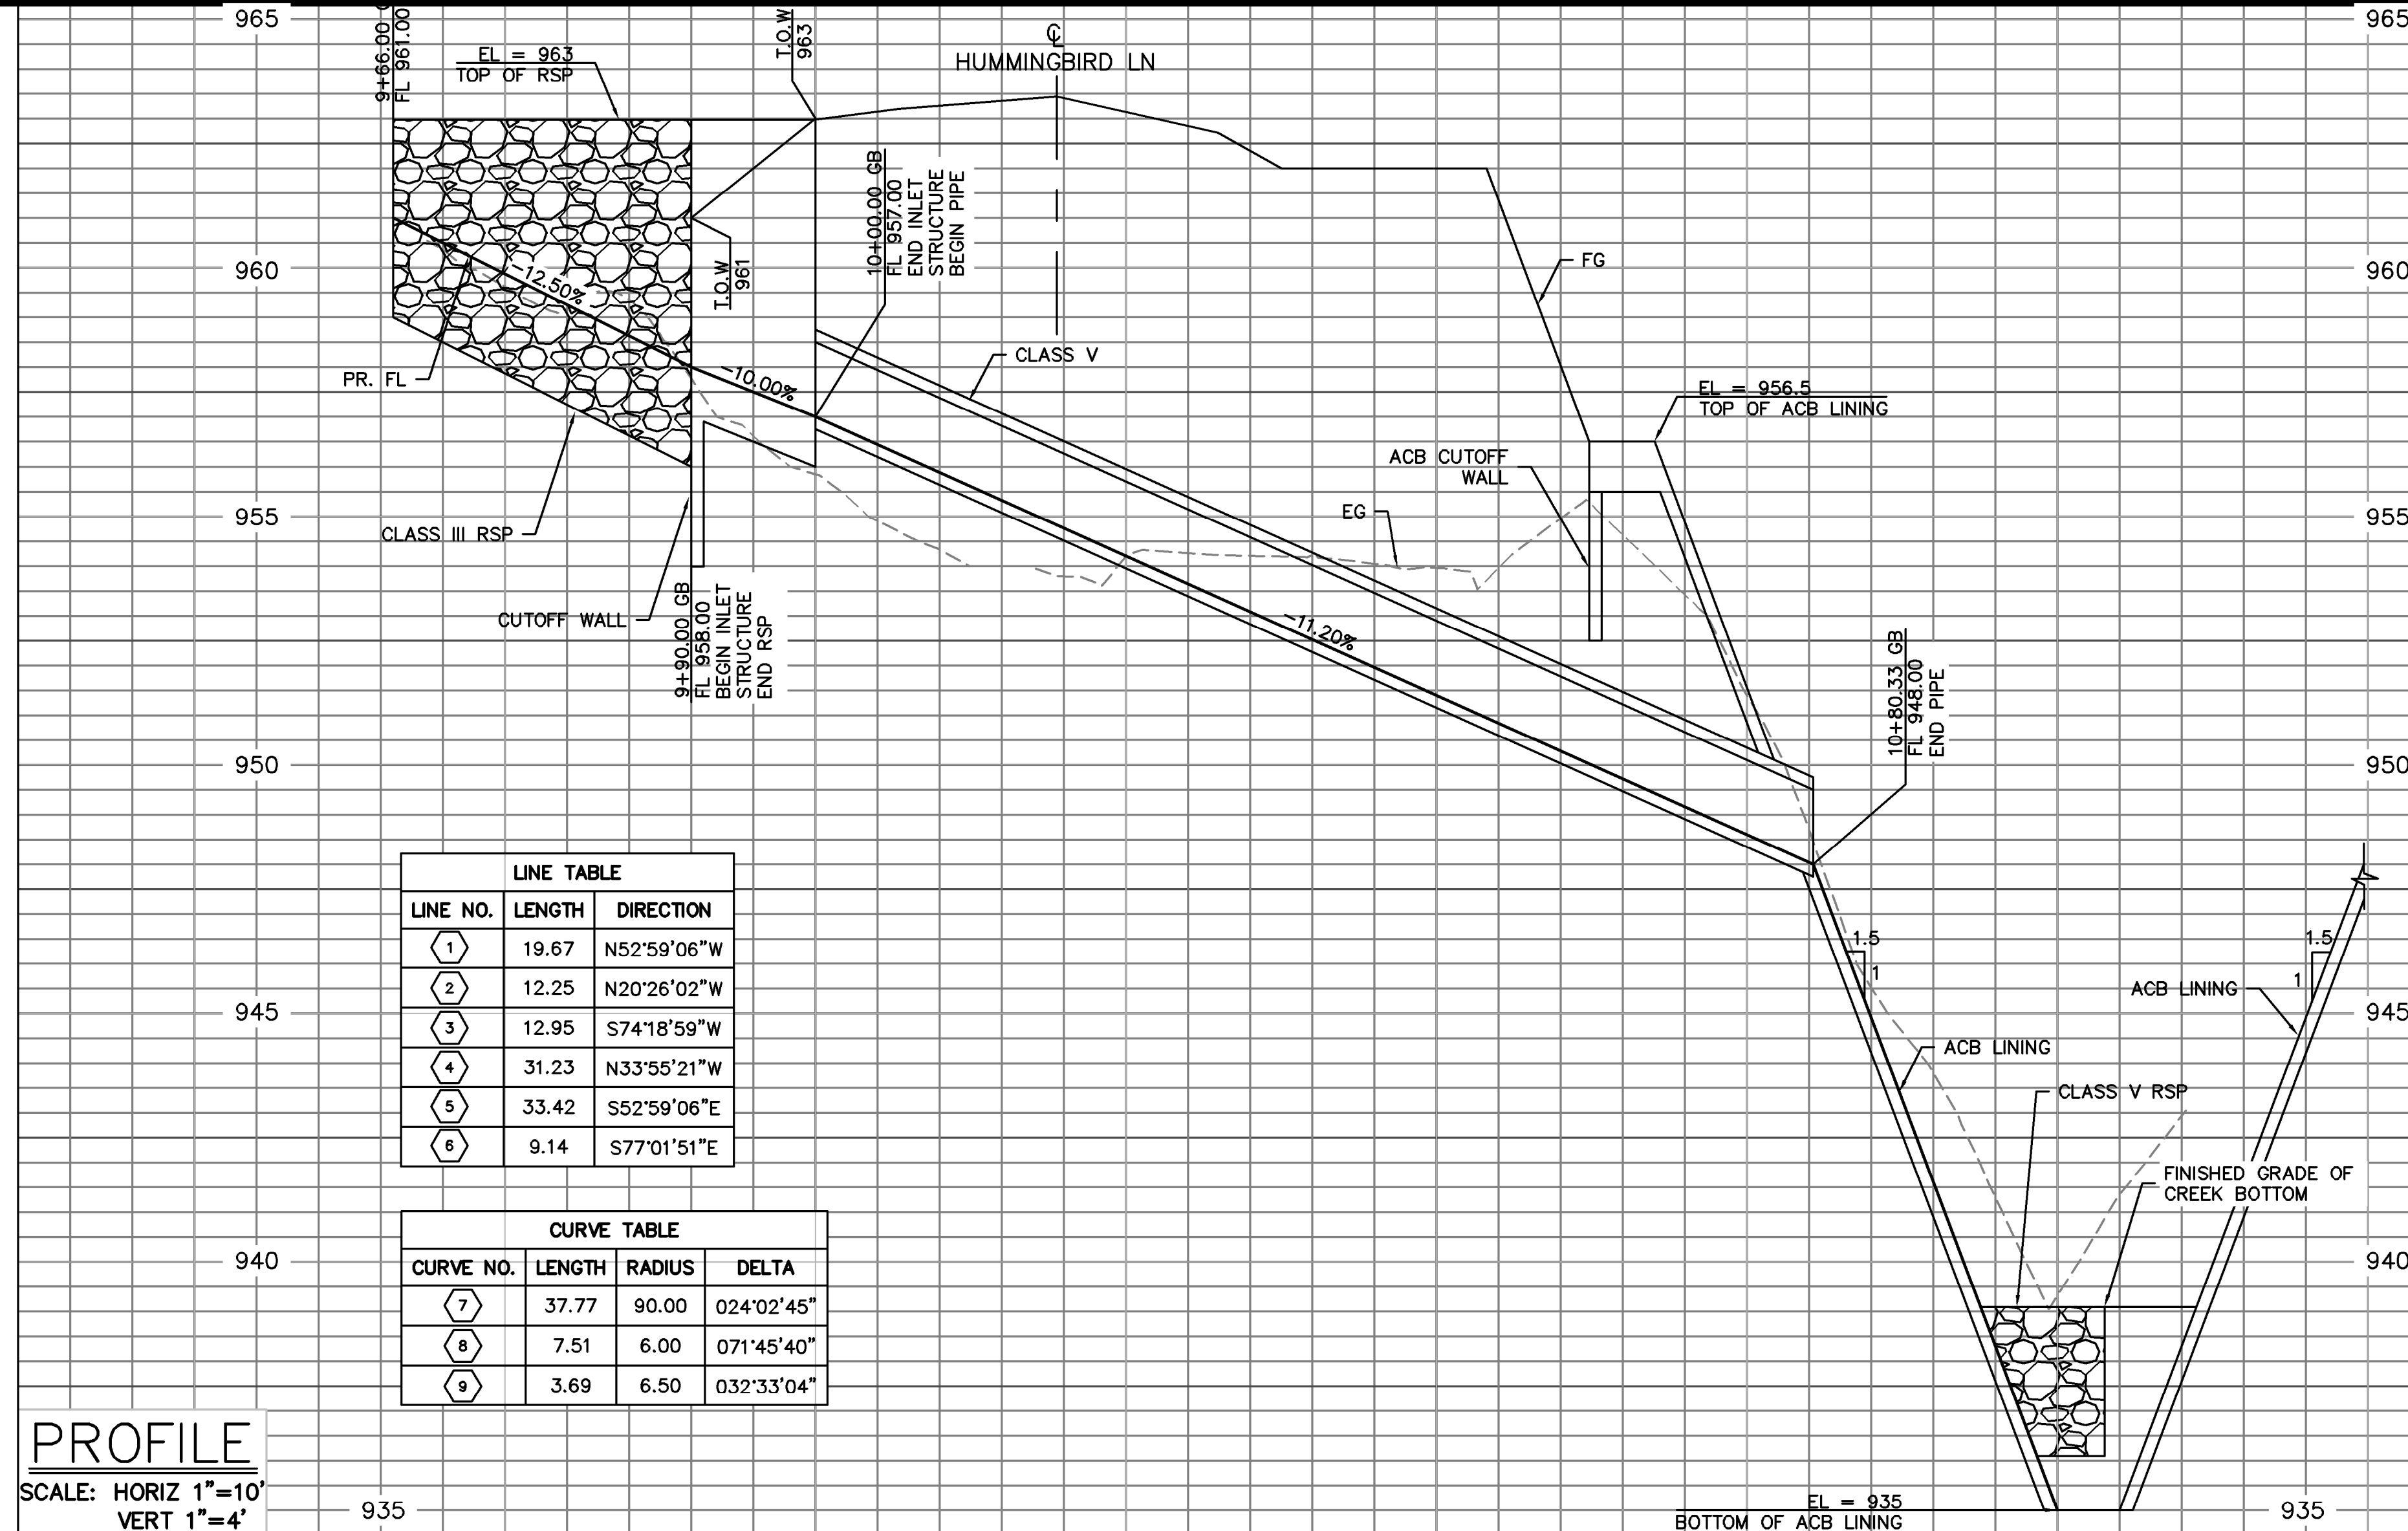 965
965
9+66.00
FL 961.00
EL = 963
TOP OF RSP
T.O.W
963
℄
HUMMINGBIRD LN
10+00.00 GB
FL 957.00
END INLET
STRUCTURE
BEGIN PIPE
T.O.W
961
960
960
-12.50%
FG
PR. FL
CLASS V
-10.00%
EL = 956.5
TOP OF ACB LINING
ACB CUTOFF
WALL
955
955
CLASS III RSP
EG
CUTOFF WALL
9+90.00 GB
FL 958.00
BEGIN INLET
STRUCTURE
END RSP
-11.20%
10+80.33 GB
FL 948.00
END PIPE
950
950
LINE TABLE
LINE NO. LENGTH DIRECTION
1 19.67 N52°59'06"W
2 12.25 N20°26'02"W
3 12.95 S74°18'59"W
4 31.23 N33°55'21"W
5 33.42 S52°59'06"E
6 9.14 S77°01'51"E
1.5
1
1.5
1
945
945
ACB LINING
ACB LINING
CLASS V RSP
FINISHED GRADE OF
CREEK BOTTOM
CURVE TABLE
CURVE NO. LENGTH RADIUS DELTA
7 37.77 90.00 024°02'45"
8 7.51 6.00 071°45'40"
9 3.69 6.50 032°33'04"
940
940
PROFILE
SCALE: HORIZ 1"=10'
VERT 1"=4'
935
EL = 935
BOTTOM OF ACB LINING
935